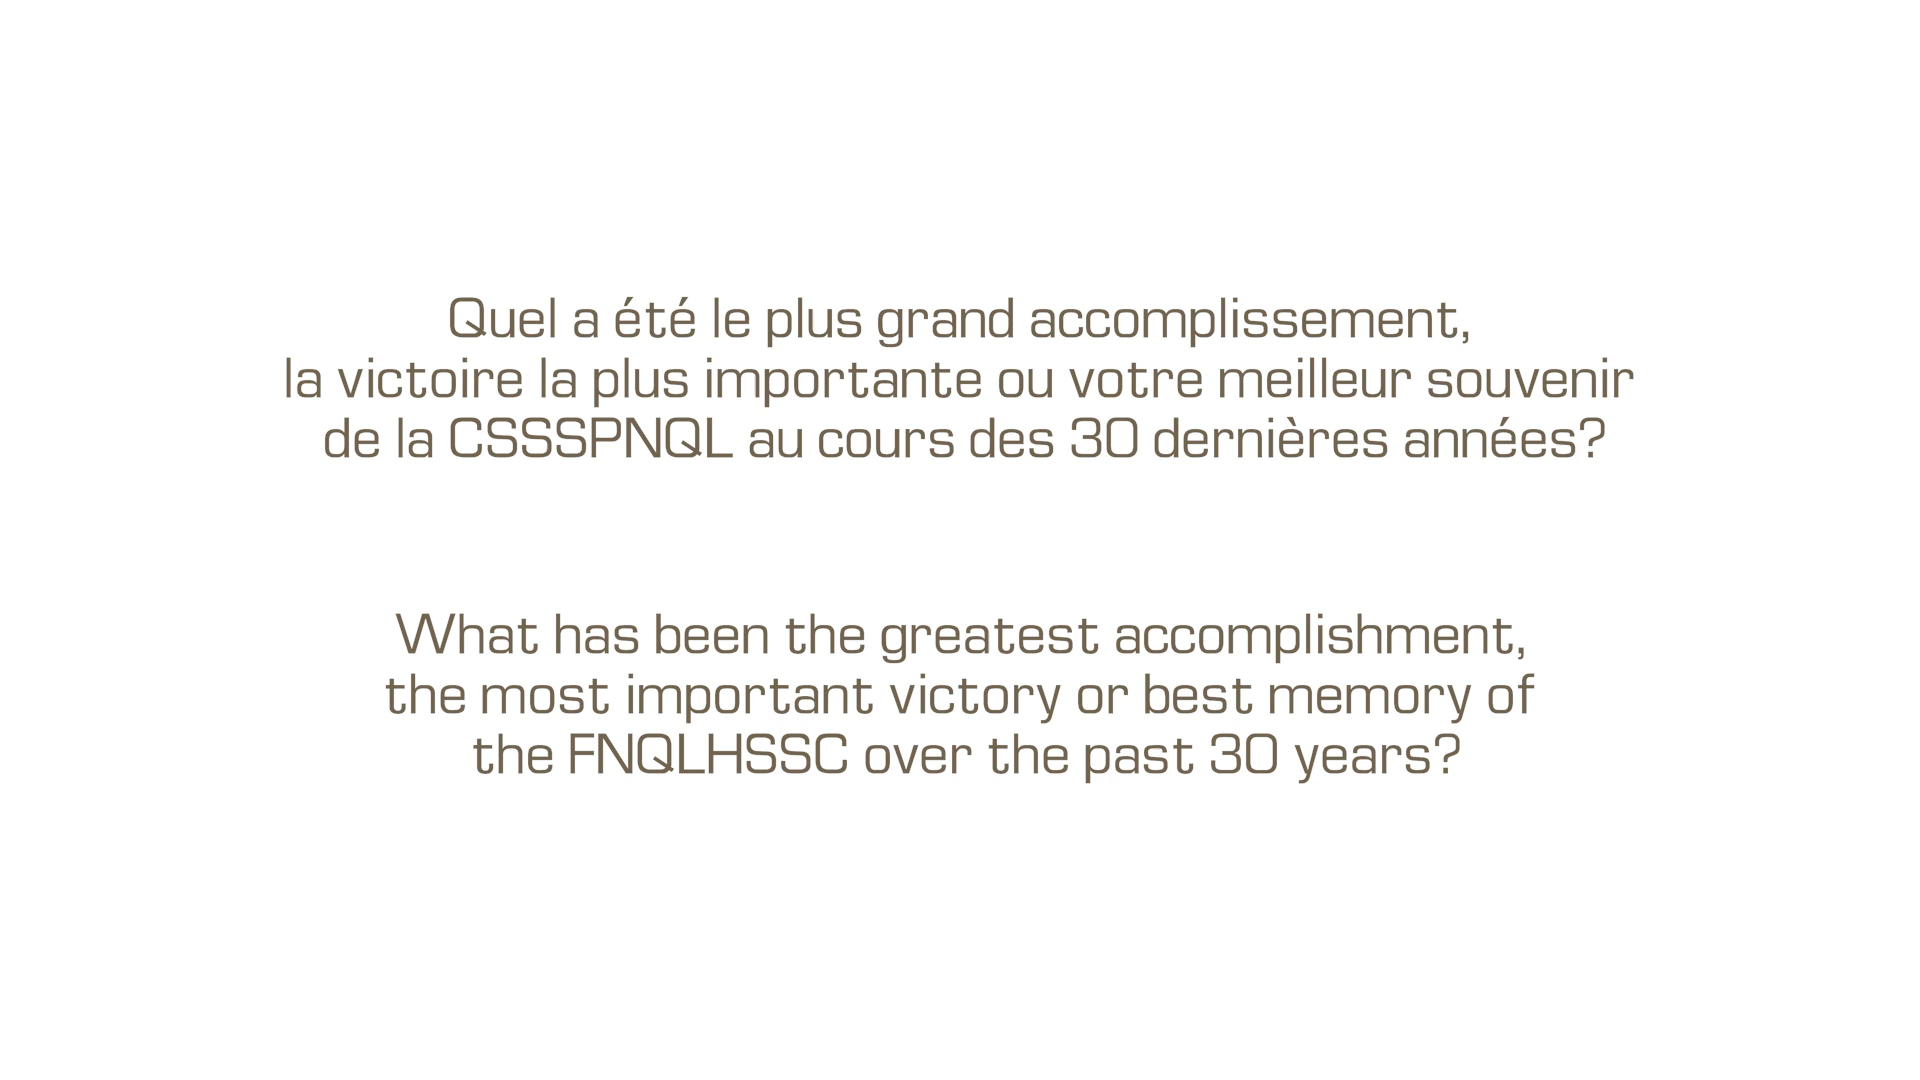 Quel a été le plus grand accomplissement,
la victoire la plus importante ou votre meilleur souvenir
de la CSSSPNQL au cours des 30 dernières années?
What has been the greatest accomplishment,
the most important victory or best memory of
the FNQLHSSC over the past 30 years?